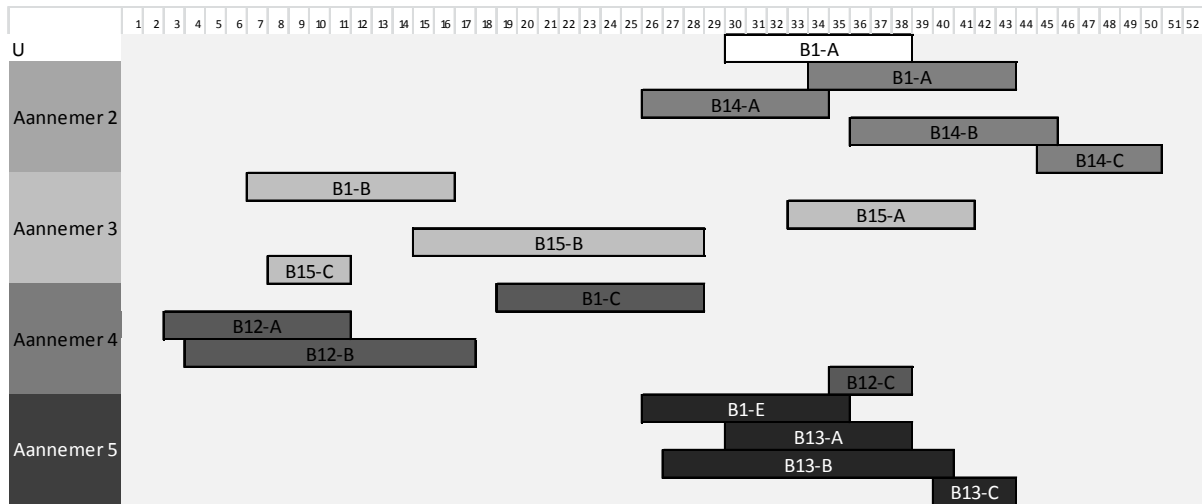 1 2 3 4 5 6 7 8 9 10 11 12 13 14 15 16 17 18 19 20 21 22 23 24 25 26 27 28 29 30 31 32 33 34 35 36 37 38 39 40 41 42 43 44 45 46 47 48 49 50 51 52
U
B1-A
Aannemer 2
B1-A
B14-A
B14-B
B14-C
Aannemer 3
B1-B
B15-A
B15-B
B15-C
Aannemer 4
B1-C
B12-A
B12-B
B12-C
Aannemer 5
B1-E
B13-A
B13-B
B13-C